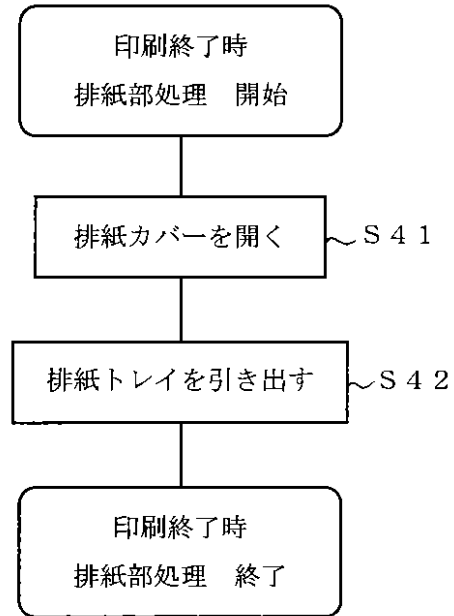 印刷終了時
排紙部処理　開始
排紙カバーを開く
S41
排紙トレイを引き出す
S42
印刷終了時
排紙部処理　終了